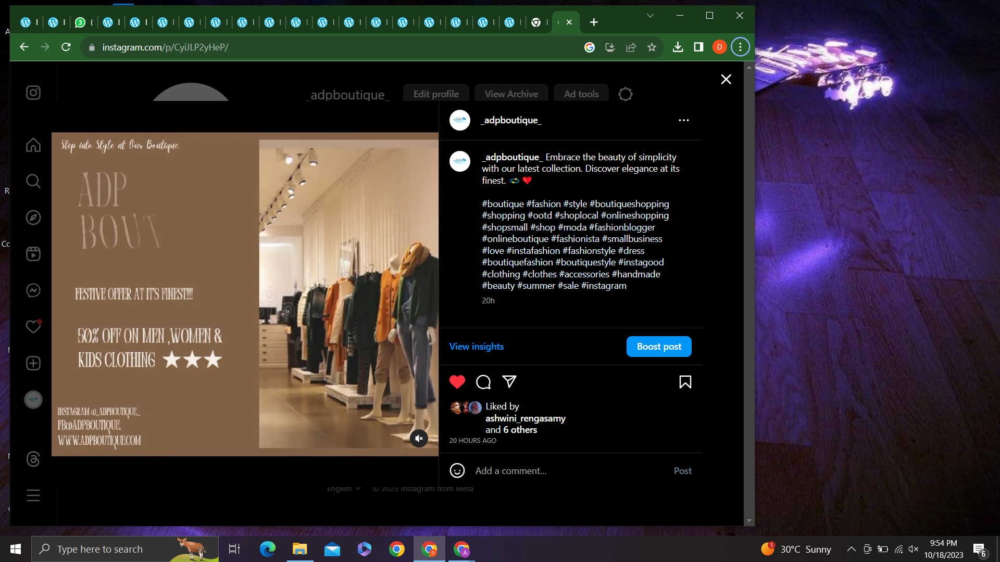 instagram.com/p/CyiJLP2yHeP/
D
_adpboutique_
Edit profile
View Archive
Ad tools
_adpboutique_
Step into Style at Our Boutique.
ADP
BOUT
FESTIVE OFFER AT IT'S FINEST!!!!
50% OFF ON MEN ,WOMEN &
KIDS CLOTHING ★★★
INSTAGRAM @_ADPBOUTIQUE_
FB@ADPBOUTIQUE.
WWW.ADPBOUTIQUE.COM
_adpboutique_ Embrace the beauty of simplicity
with our latest collection. Discover elegance at its
finest. 💫 ❤️
#boutique #fashion #style #boutiqueshopping
#shopping #ootd #shoplocal #onlineshopping
#shopsmall #shop #moda #fashionblogger
#onlineboutique #fashionista #smallbusiness
#love #instafashion #fashionstyle #dress
#boutiquefashion #boutiquestyle #instagood
#clothing #clothes #accessories #handmade
#beauty #summer #sale #instagram
20h
View insights
Boost post
Liked by
ashwini_rengasamy
and 6 others
20 HOURS AGO
Add a comment...
Post
English
© 2023 Instagram from Meta
Type here to search
30°C Sunny
9:54 PM
10/18/2023
6